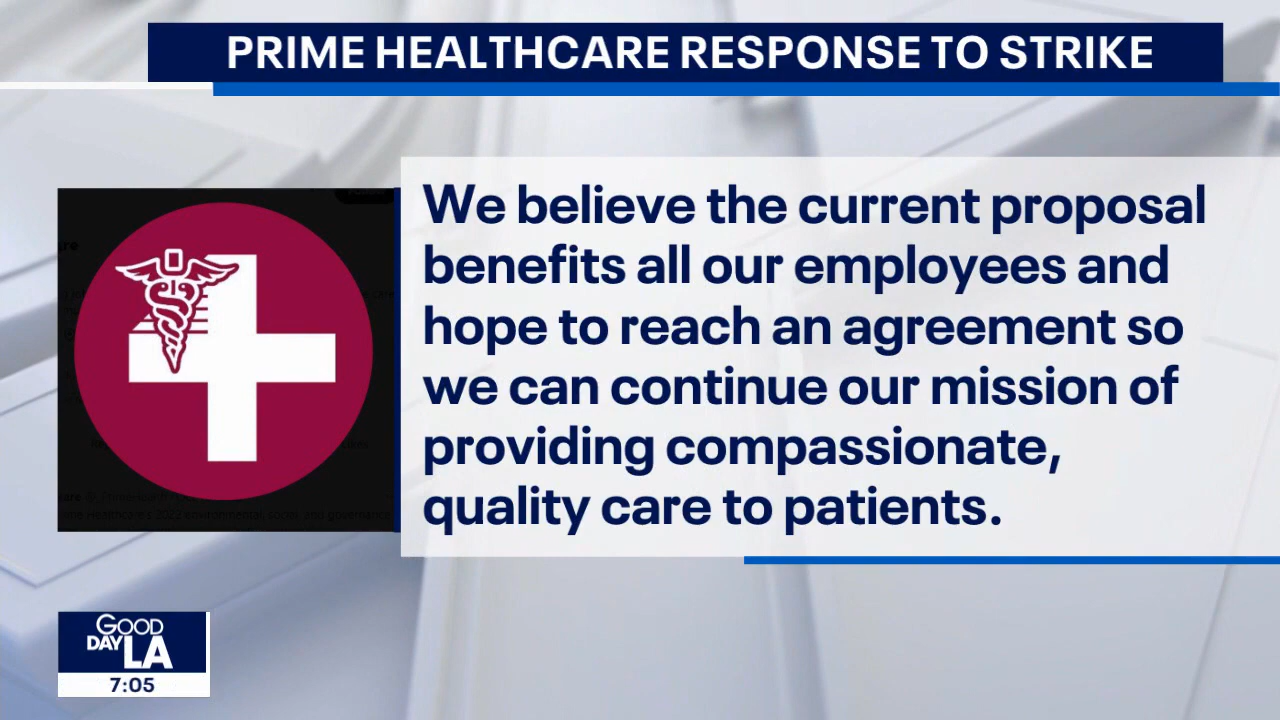 PRIME HEALTHCARE RESPONSE TO STRIKE
We believe the current proposal
benefits all our employees and
hope to reach an agreement so
we can continue our mission of
providing compassionate,
quality care to patients.
GOOD
DAY LA
7:05